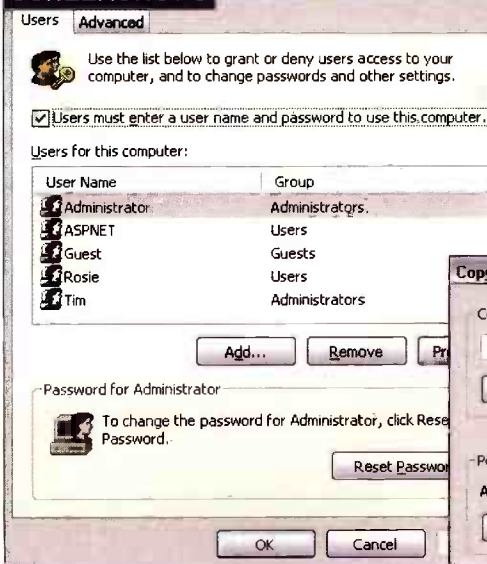 Users Advanced
Use the list below to grant or deny users access to your
computer, and to change passwords and other settings.
Users must enter a user name and password to use this computer.
Users for this computer:
User Name Group
Administrator Administrators
ASPNET Users
Guest Guests
Rosie Users
Tim Administrators
Add... Remove Pr
Password for Administrator
To change the password for Administrator, click Rese
Password.
Reset Passwor
OK Cancel
Cop
C
P
A